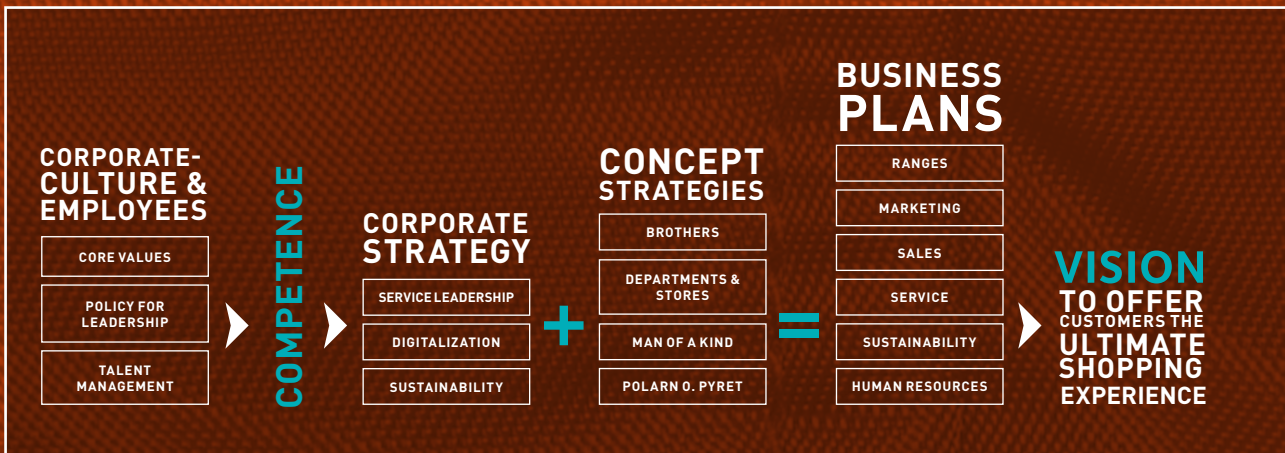 CORPORATE-
CULTURE &
EMPLOYEES
CORE VALUES
POLICY FOR
LEADERSHIP
TALENT
MANAGEMENT
COMPETENCE
CORPORATE
STRATEGY
SERVICE LEADERSHIP
DIGITALIZATION
SUSTAINABILITY
+
CONCEPT
STRATEGIES
BROTHERS
DEPARTMENTS &
STORES
MAN OF A KIND
POLARN O. PYRET
=
BUSINESS
PLANS
RANGES
MARKETING
SALES
SERVICE
SUSTAINABILITY
HUMAN RESOURCES
VISION
TO OFFER
CUSTOMERS THE
ULTIMATE
SHOPPING
EXPERIENCE